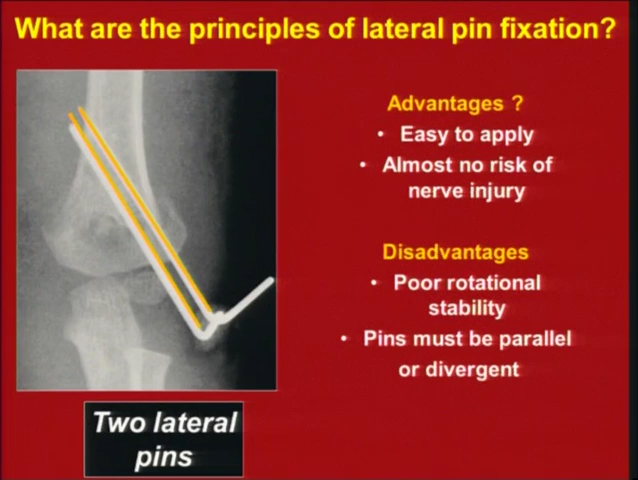 What are the principles of lateral pin fixation?
Advantages ?
• Easy to apply
• Almost no risk of
nerve injury
Disadvantages
• Poor rotational
stability
• Pins must be parallel
or divergent
Two lateral
pins